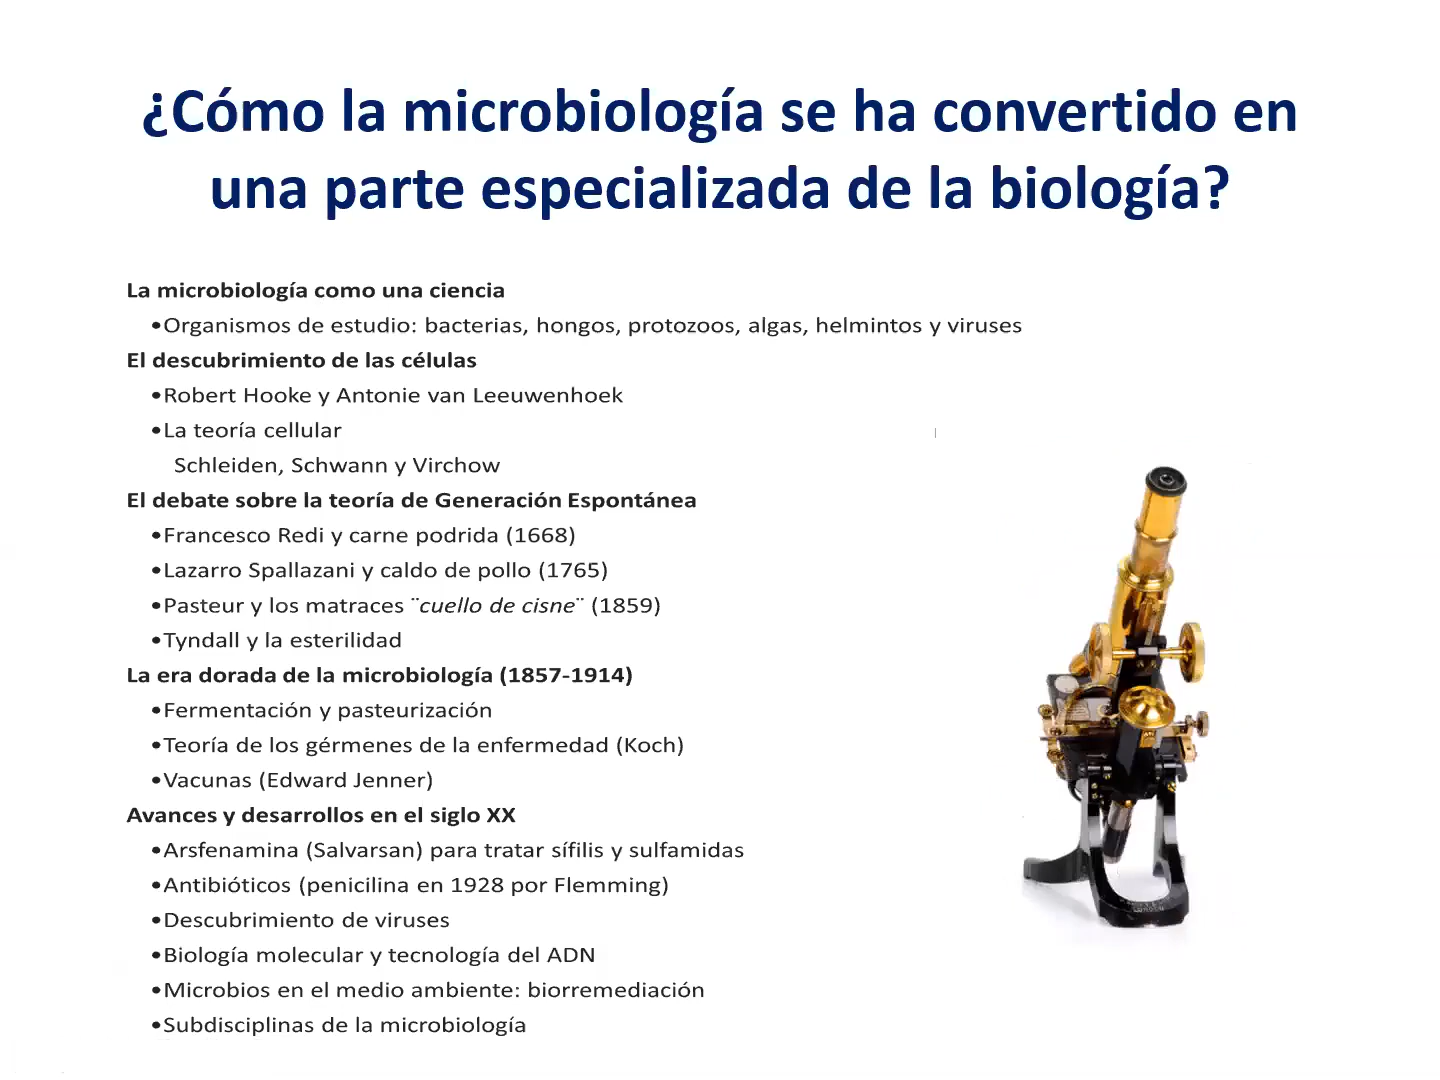 ¿Cómo la microbiología se ha convertido en
una parte especializada de la biología?
La microbiología como una ciencia
•Organismos de estudio: bacterias, hongos, protozoos, algas, helmintos y viruses
El descubrimiento de las células
•Robert Hooke y Antonie van Leeuwenhoek
•La teoría cellular
Schleiden, Schwann y Virchow
El debate sobre la teoría de Generación Espontánea
•Francesco Redi y carne podrida (1668)
•Lazarro Spallazani y caldo de pollo (1765)
•Pasteur y los matraces ¨cuello de cisne¨ (1859)
•Tyndall y la esterilidad
La era dorada de la microbiología (1857-1914)
•Fermentación y pasteurización
•Teoría de los gérmenes de la enfermedad (Koch)
•Vacunas (Edward Jenner)
Avances y desarrollos en el siglo XX
•Arsfenamina (Salvarsan) para tratar sífilis y sulfamidas
•Antibióticos (penicilina en 1928 por Flemming)
•Descubrimiento de viruses
•Biología molecular y tecnología del ADN
•Microbios en el medio ambiente: biorremediación
•Subdisciplinas de la microbiología